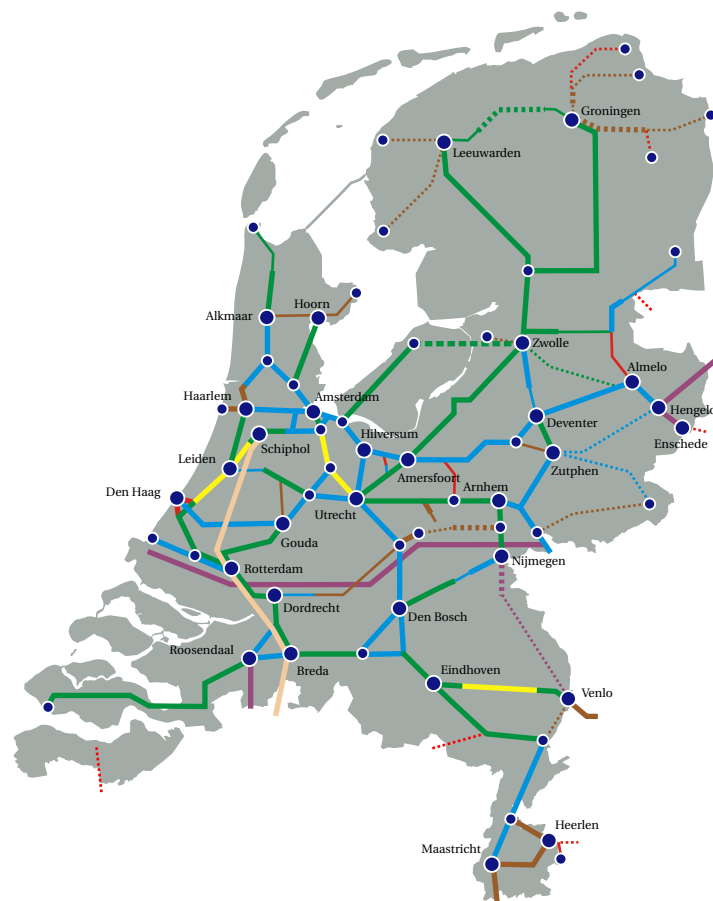 Groningen
Leeuwarden
Alkmaar
Hoorn
Zwolle
Almelo
Haarlem
Amsterdam
Hengelo
Deventer
Hilversum
Enschede
Schiphol
Leiden
Amersfoort
Zutphen
Den Haag
Arnhem
Utrecht
Gouda
Nijmegen
Rotterdam
Dordrecht
Den Bosch
Roosendaal
Breda
Eindhoven
Venlo
Heerlen
Maastricht